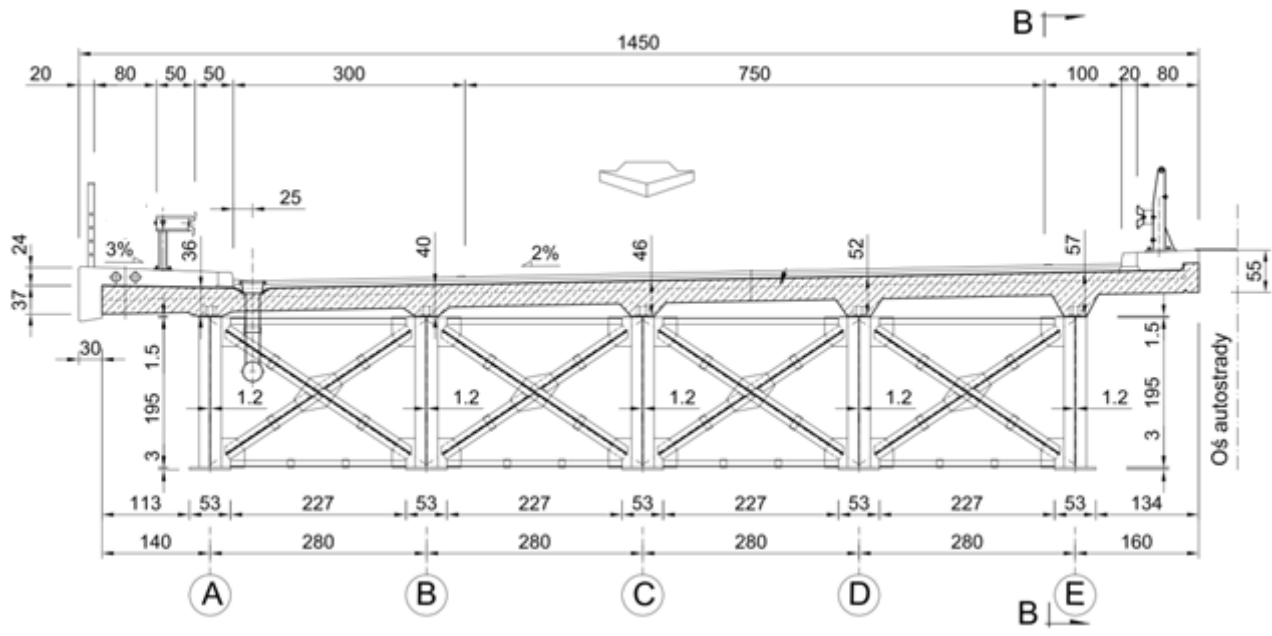 B
1450
20 80 50 50 300 750 100 20 80
25
24 3% 36 40 2% 46 52 57
37 55
30 1.5 1.5
1.2 1.2 1.2 1.2 1.2
195 195
3 3
Oś autostrady
113 53 227 53 227 53 227 53 227 53 134
140 280 280 280 280 160
A B C D E
B